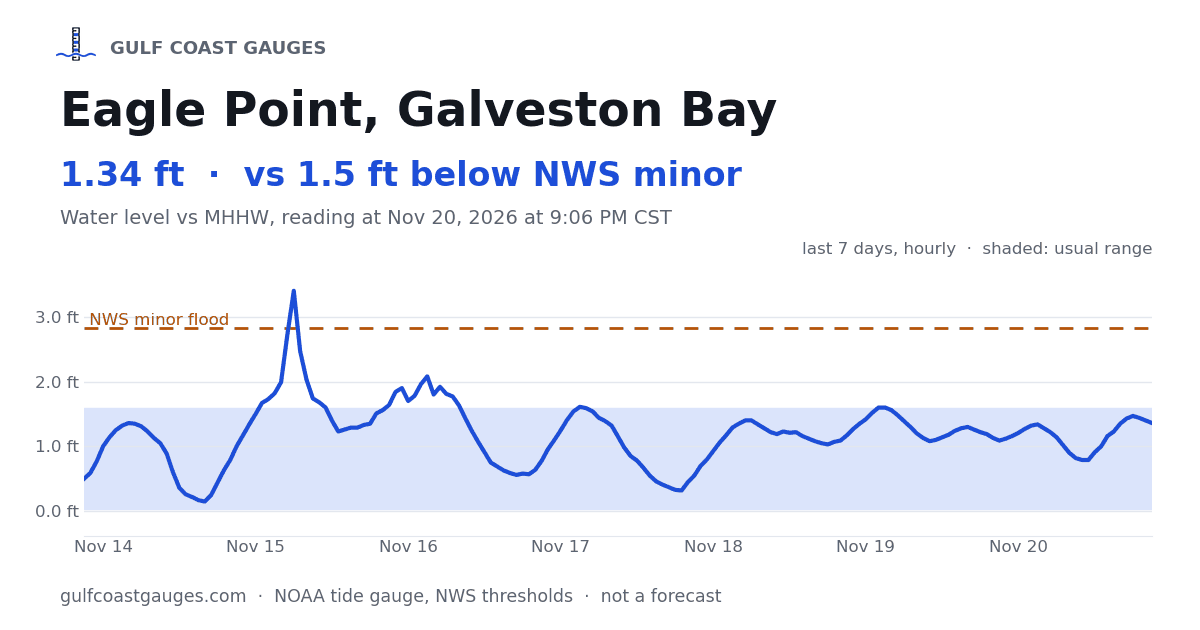 GULF COAST GAUGES
Eagle Point, Galveston Bay
1.34 ft · vs 1.5 ft below NWS minor
Water level vs MHHW, reading at Nov 20, 2026 at 9:06 PM CST
last 7 days, hourly · shaded: usual range
3.0 ft
NWS minor flood
2.0 ft
1.0 ft
0.0 ft
Nov 14 Nov 15 Nov 16 Nov 17 Nov 18 Nov 19 Nov 20
gulfcoastgauges.com · NOAA tide gauge, NWS thresholds · not a forecast